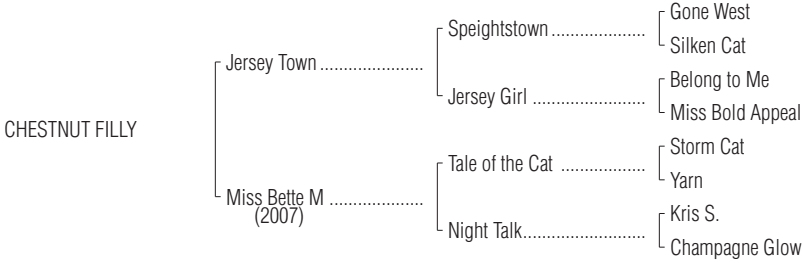 Gone West
Speightstown ....................
Silken Cat
Jersey Town ......................
Belong to Me
Jersey Girl ........................
Miss Bold Appeal
CHESTNUT FILLY
Storm Cat
Tale of the Cat ..................
Yarn
Miss Bette M ....................
(2007)
Kris S.
Night Talk..........................
Champagne Glow